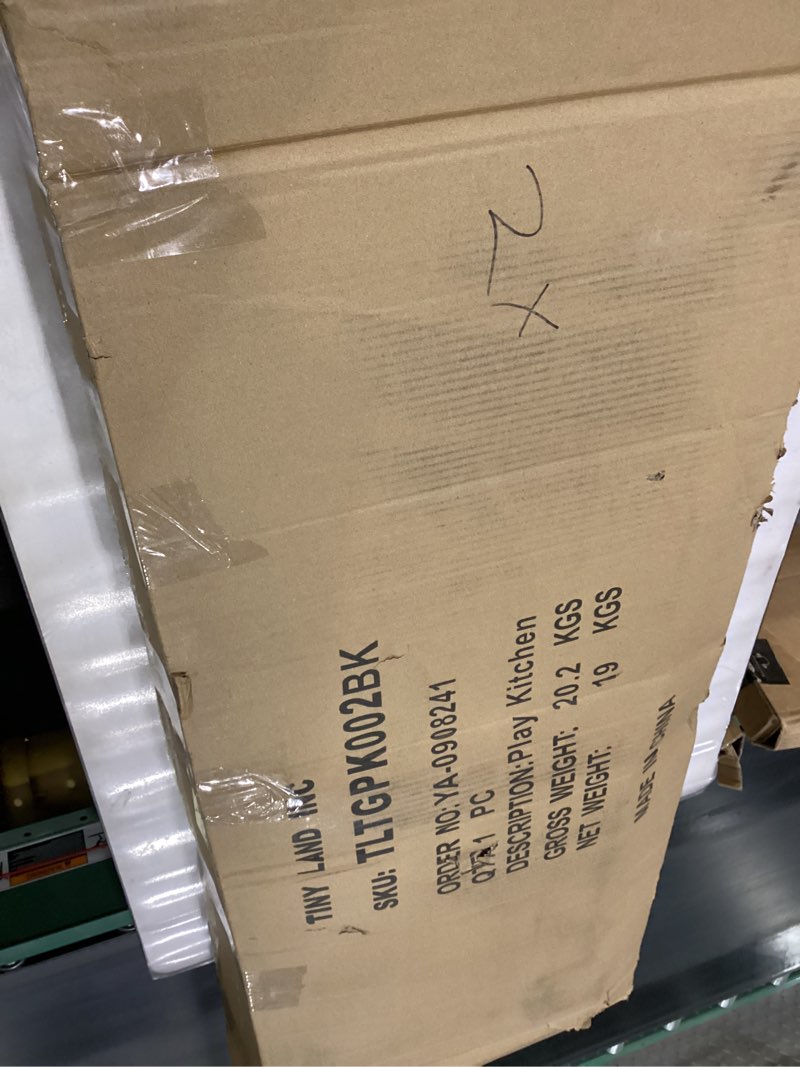 2X
TINY LAND INC
SKU: TLTGPK002BK
ORDER NO:YA-0908241
QTY:1 PC
DESCRIPTION:Play Kitchen
GROSS WEIGHT: 20.2 KGS
NET WEIGHT: 19 KGS
MADE IN CHINA